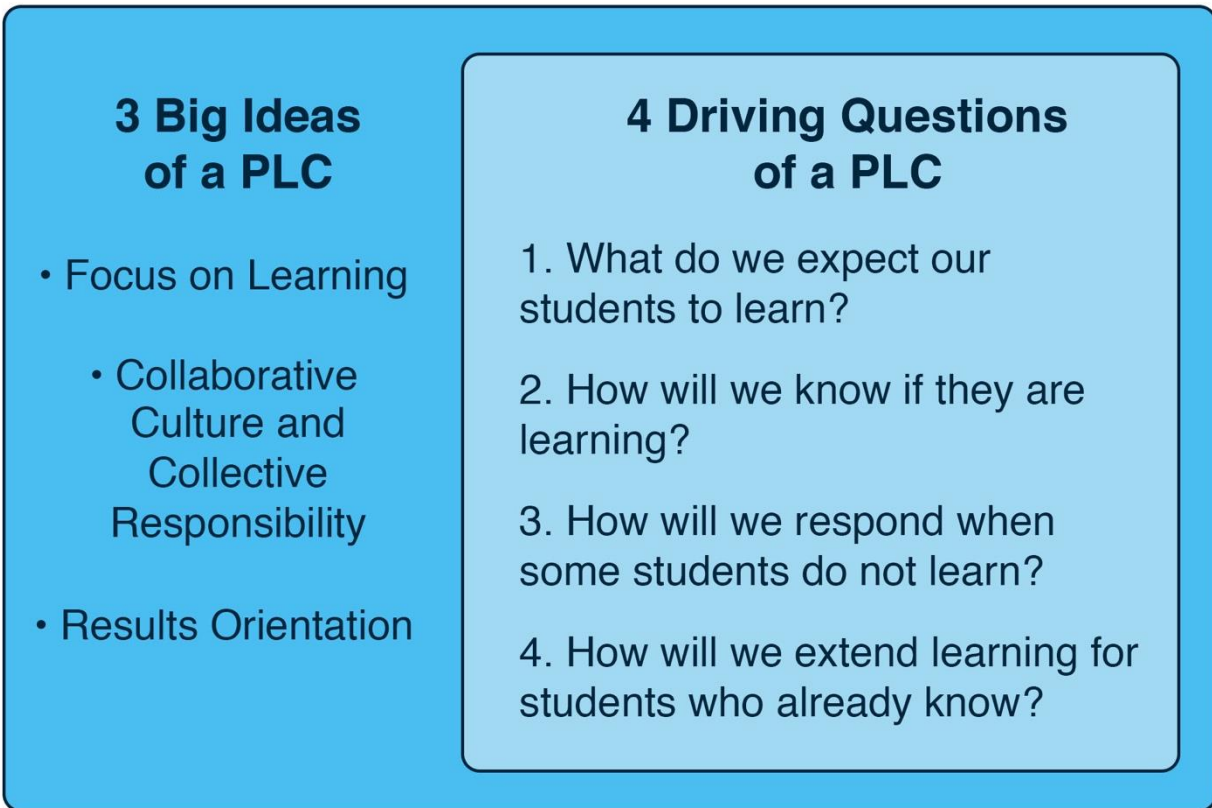 3 Big Ideas
of a PLC
• Focus on Learning
• Collaborative
Culture and
Collective
Responsibility
• Results Orientation
4 Driving Questions
of a PLC
1. What do we expect our
students to learn?
2. How will we know if they are
learning?
3. How will we respond when
some students do not learn?
4. How will we extend learning for
students who already know?